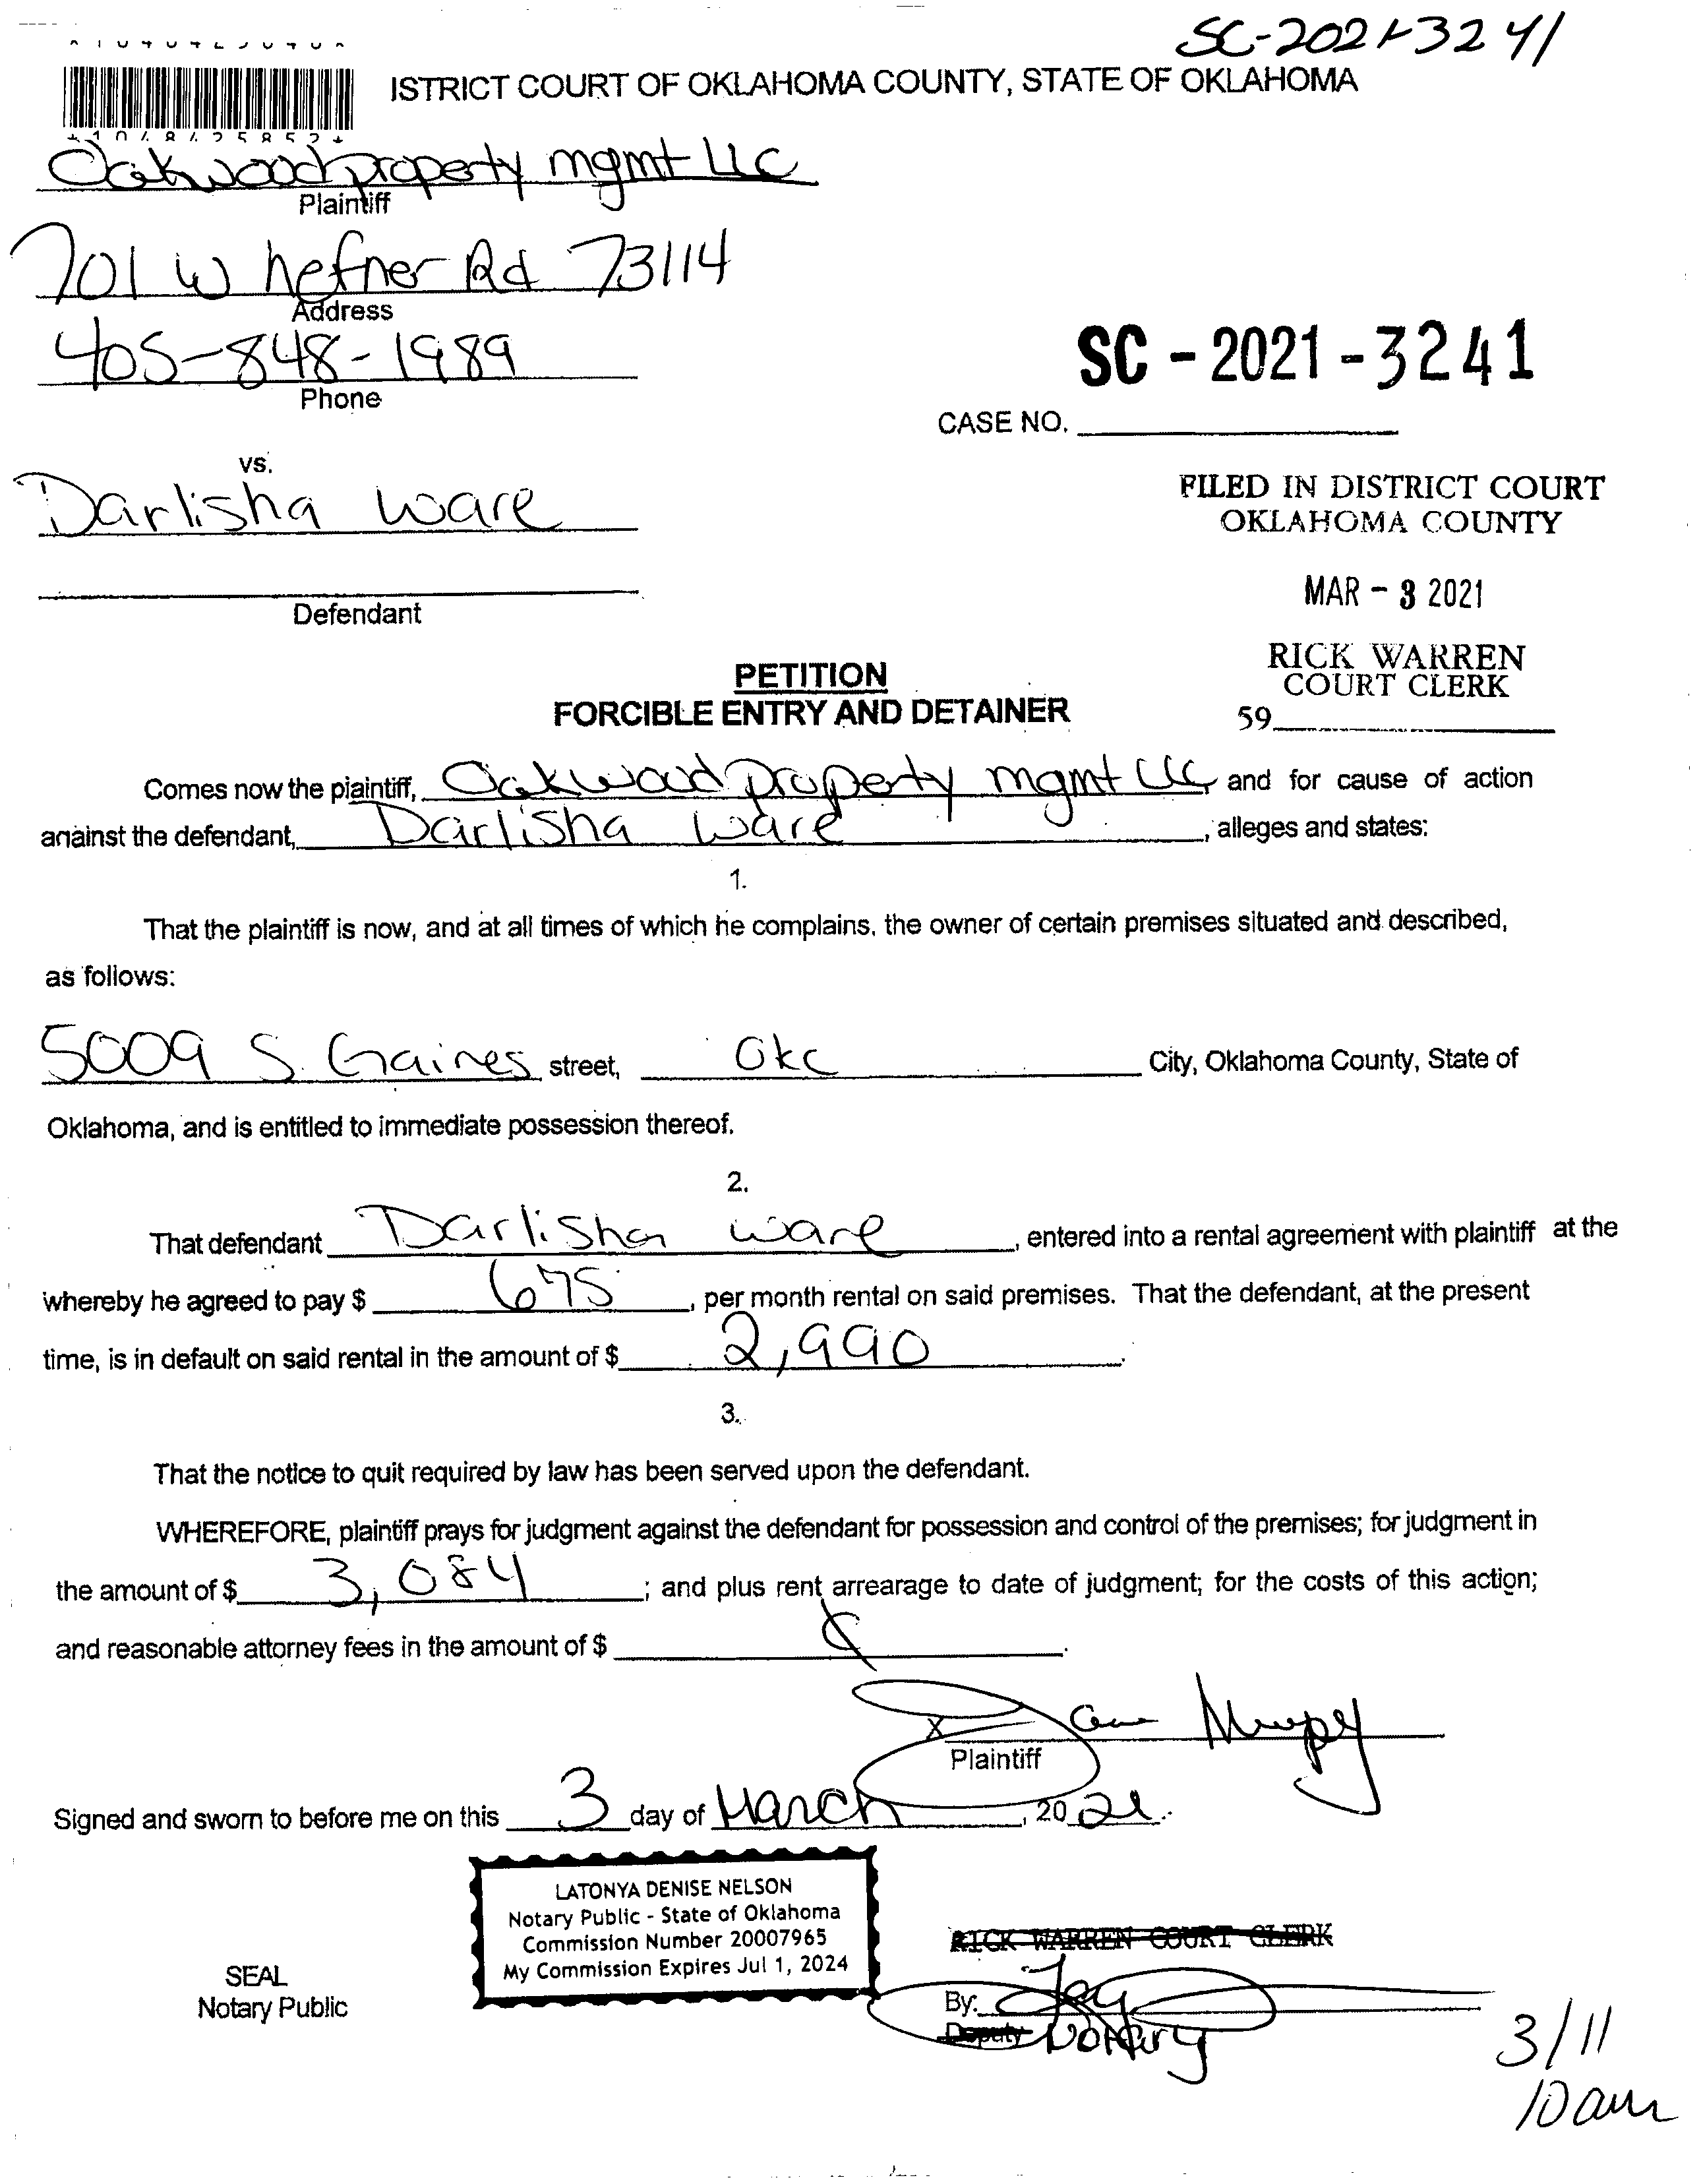 SC-2021-3241
ISTRICT COURT OF OKLAHOMA COUNTY, STATE OF OKLAHOMA
*1048425852*
Oakwood property mgmt LLC
Plaintiff
701 W hefner Rd 73114
Address
405-848-1989
Phone
SC - 2021 - 3241
CASE NO.
vs.
Darlisha Ware
Defendant
FILED IN DISTRICT COURT
OKLAHOMA COUNTY
MAR - 3 2021
RICK WARREN
COURT CLERK
59
PETITION
FORCIBLE ENTRY AND DETAINER
Comes now the plaintiff, Oakwood property mgmt LLC and for cause of action
against the defendant, Darlisha Ware, alleges and states:
1.
That the plaintiff is now, and at all times of which he complains, the owner of certain premises situated and described,
as follows:
5009 S. Gaines street, Okc City, Oklahoma County, State of
Oklahoma, and is entitled to immediate possession thereof.
2.
That defendant Darlisha Ware, entered into a rental agreement with plaintiff at the
whereby he agreed to pay $ 675, per month rental on said premises. That the defendant, at the present
time, is in default on said rental in the amount of $ 2,990.
3.
That the notice to quit required by law has been served upon the defendant.
WHEREFORE, plaintiff prays for judgment against the defendant for possession and control of the premises; for judgment in
the amount of $ 3,084; and plus rent arrearage to date of judgment; for the costs of this action;
and reasonable attorney fees in the amount of $ .
X
Plaintiff
Signed and sworn to before me on this 3 day of March, 2021.
LATONYA DENISE NELSON
Notary Public - State of Oklahoma
Commission Number 20007965
My Commission Expires Jul 1, 2024
SEAL
Notary Public
RICK WARREN COURT CLERK
By:
Deputy Notary
3/11
10 am